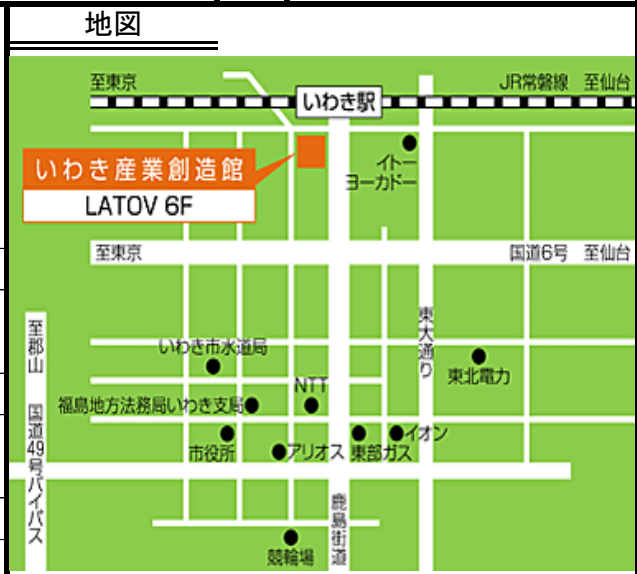 地図
至東京
JR常磐線 至仙台
いわき駅
イトー
ヨーカドー
いわき産業創造館
LATOV 6F
至東京
国道6号 至仙台
至郡山 国道49号バイパス
東大通り
いわき市水道局
東北電力
NTT
福島地方法務局いわき支局
市役所
アリオス
東部ガス
イオン
鹿島街道
競輪場